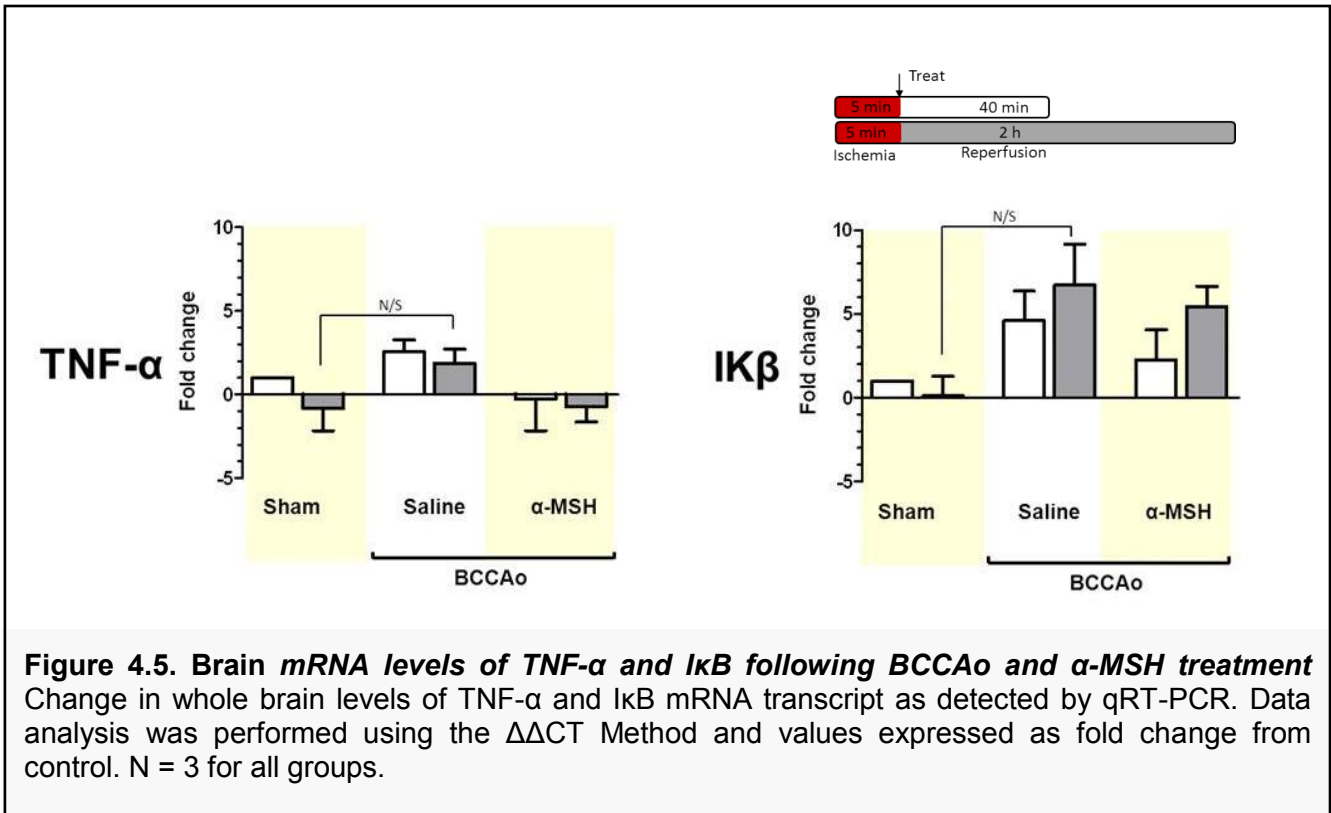 Treat
5 min 40 min
5 min 2 h
Ischemia Reperfusion
TNF-α
Fold change
10
5
0
-5
N/S
Sham Saline α-MSH
BCCAo
IKβ
Fold change
10
5
0
-5
N/S
Sham Saline α-MSH
BCCAo
Figure 4.5. Brain mRNA levels of TNF-α and IκB following BCCAo and α-MSH treatment
Change in whole brain levels of TNF-α and IκB mRNA transcript as detected by qRT-PCR. Data
analysis was performed using the ΔΔCT Method and values expressed as fold change from
control. N = 3 for all groups.